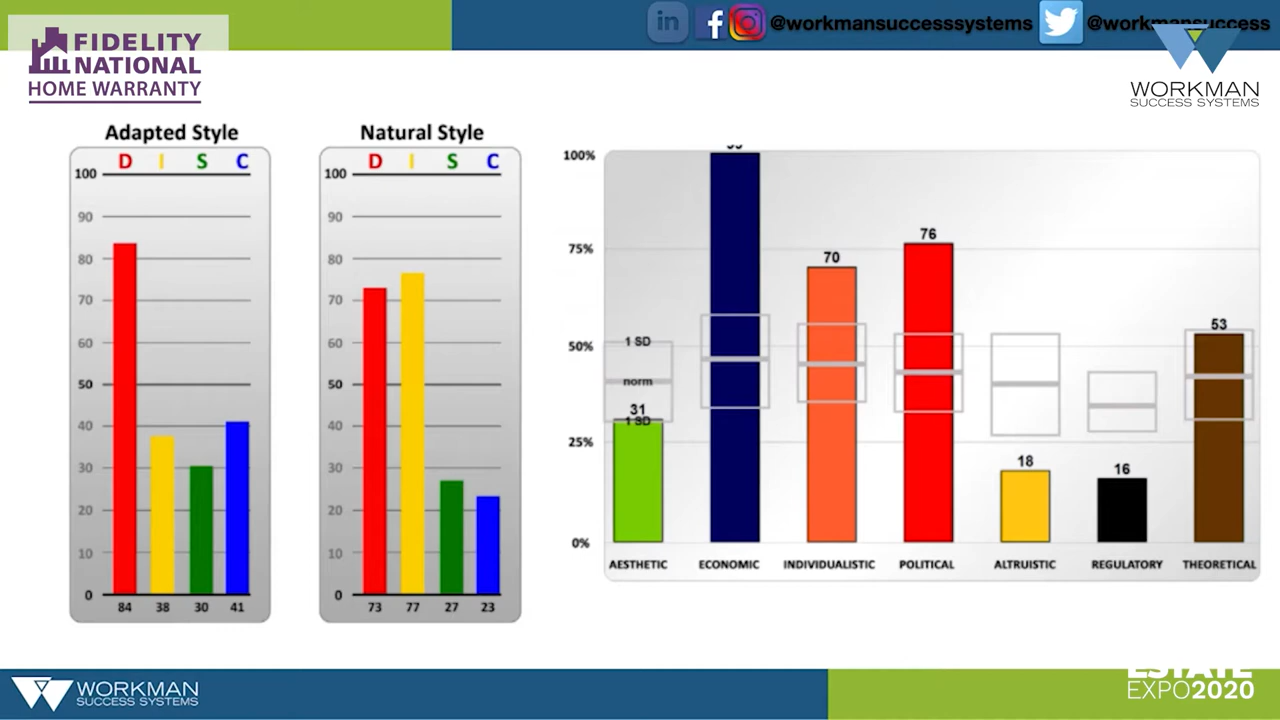 @workmansuccesssystems
@workmansuccess
FIDELITY
NATIONAL
HOME WARRANTY
WORKMAN
SUCCESS SYSTEMS
Adapted Style
D I S C
100
90
80
70
60
50
40
30
20
10
0
84 38 30 41
Natural Style
D I S C
100
90
80
70
60
50
40
30
20
10
0
73 77 27 23
100%
75%
50%
25%
0%
1 SD
norm
31
1 SD
70
76
18
16
53
AESTHETIC ECONOMIC INDIVIDUALISTIC POLITICAL ALTRUISTIC REGULATORY THEORETICAL
WORKMAN
SUCCESS SYSTEMS
ESTATE
EXPO2020